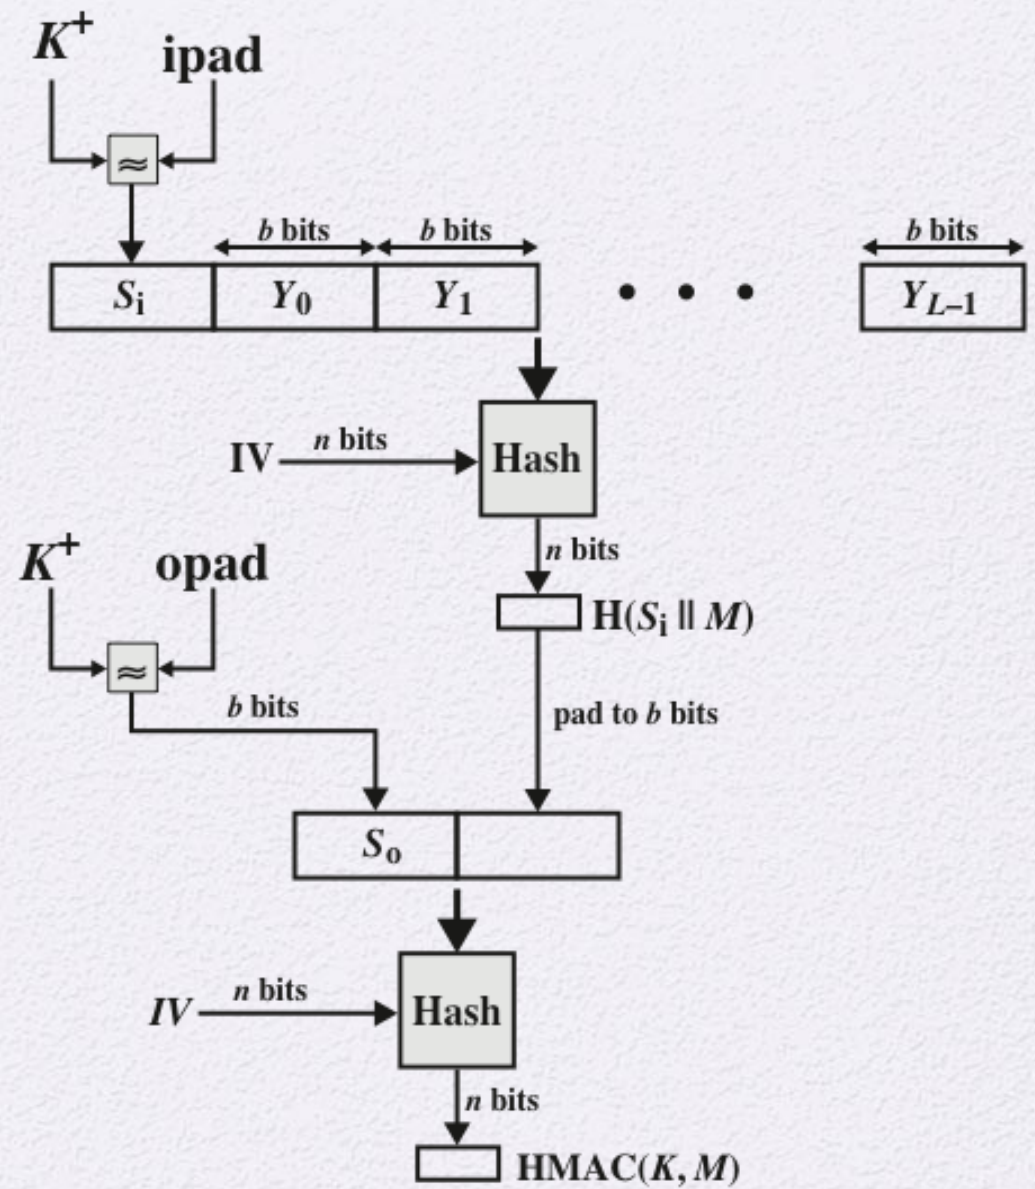 K+ ipad
≈
b bits b bits b bits
Si Y0 Y1 • • • YL–1
IV n bits Hash
n bits
K+ opad
H(Si || M)
≈
b bits
pad to b bits
So
IV n bits Hash
n bits
HMAC(K, M)